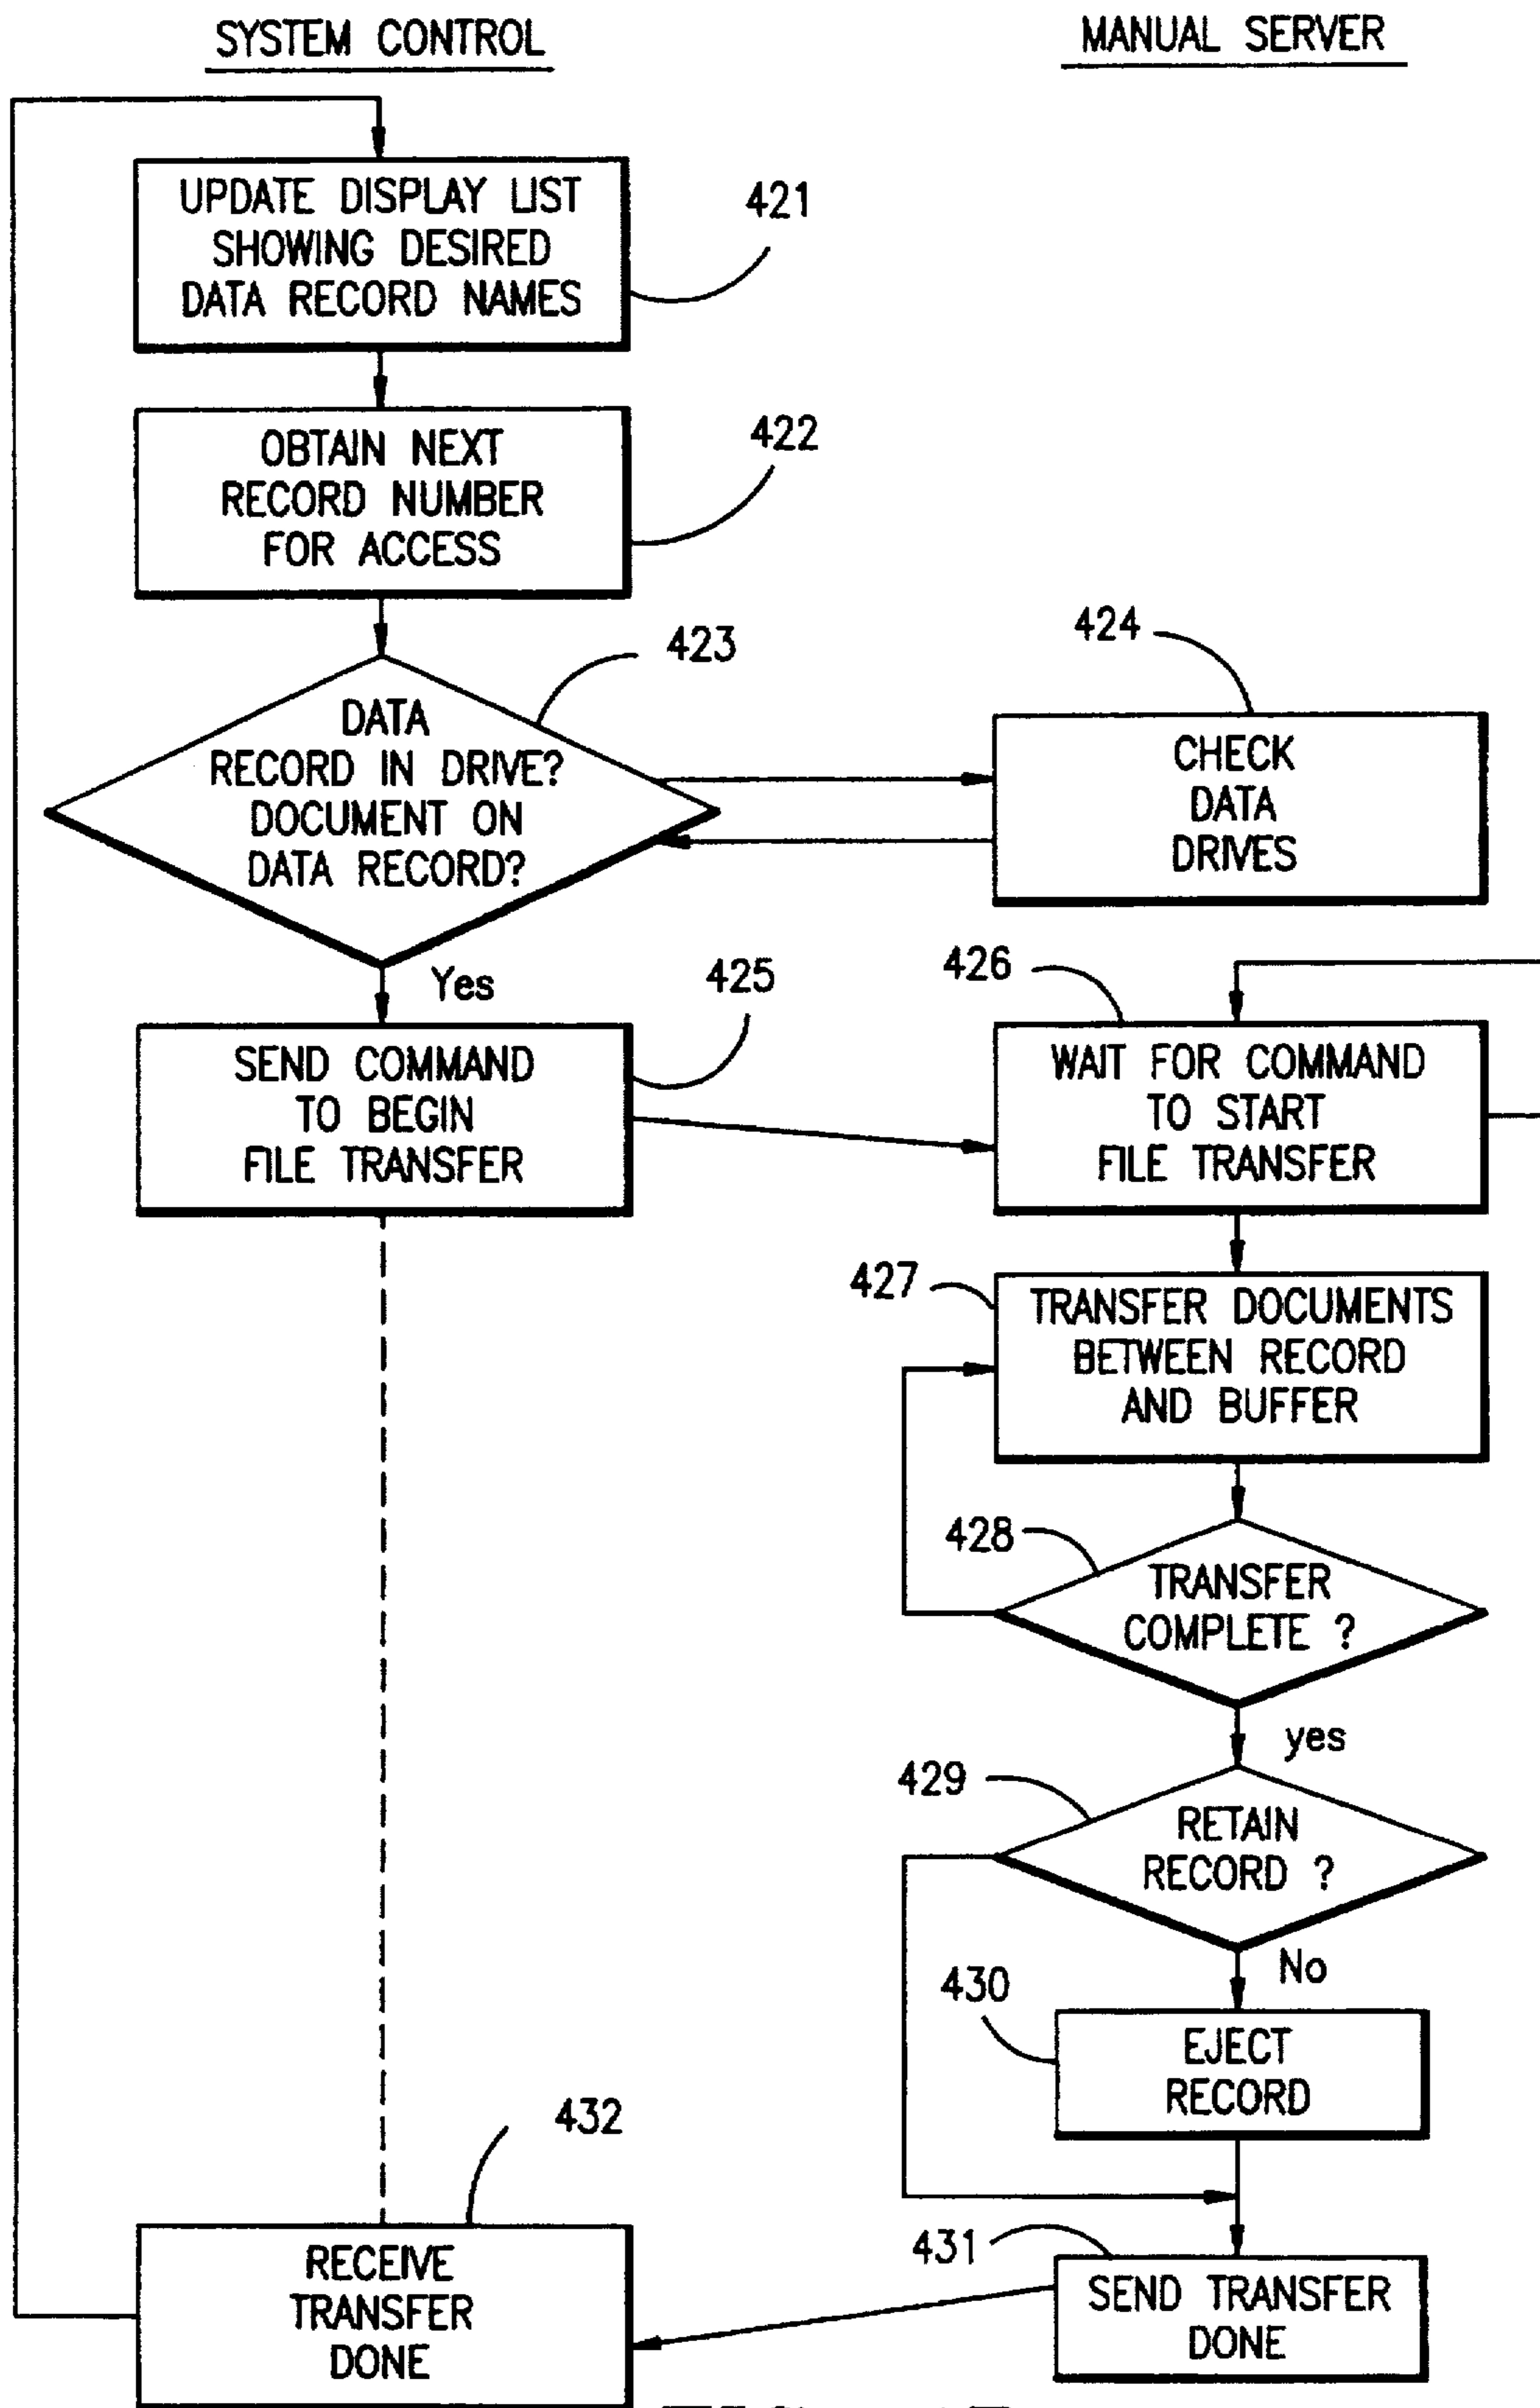 SYSTEM CONTROL
MANUAL SERVER
UPDATE DISPLAY LIST
SHOWING DESIRED
DATA RECORD NAMES
421
OBTAIN NEXT
RECORD NUMBER
FOR ACCESS
422
DATA
RECORD IN DRIVE?
DOCUMENT ON
DATA RECORD?
423
424
CHECK
DATA
DRIVES
Yes
SEND COMMAND
TO BEGIN
FILE TRANSFER
425
426
WAIT FOR COMMAND
TO START
FILE TRANSFER
427
TRANSFER DOCUMENTS
BETWEEN RECORD
AND BUFFER
428
TRANSFER
COMPLETE ?
yes
429
RETAIN
RECORD ?
No
430
EJECT
RECORD
431
SEND TRANSFER
DONE
432
RECEIVE
TRANSFER
DONE